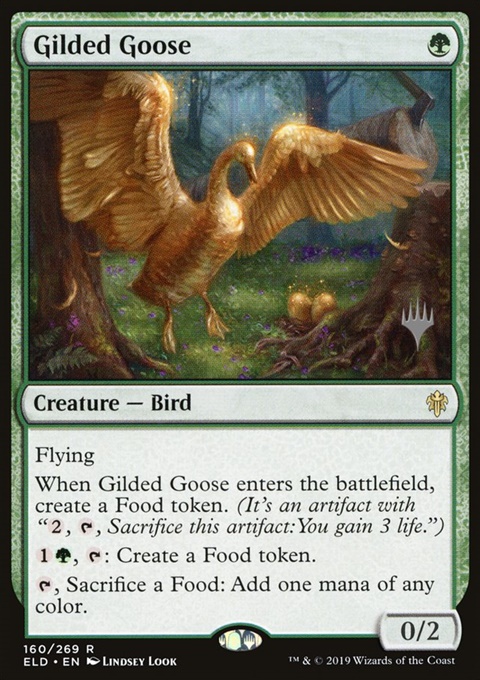 Gilded Goose
Creature — Bird
Flying
When Gilded Goose enters the battlefield,
create a Food token. (It's an artifact with
“2, , Sacrifice this artifact: You gain 3 life.”)
1 , : Create a Food token.
, Sacrifice a Food: Add one mana of any
color.
0/2
160/269 R
ELD • EN Lindsey Look
™ & © 2019 Wizards of the Coast